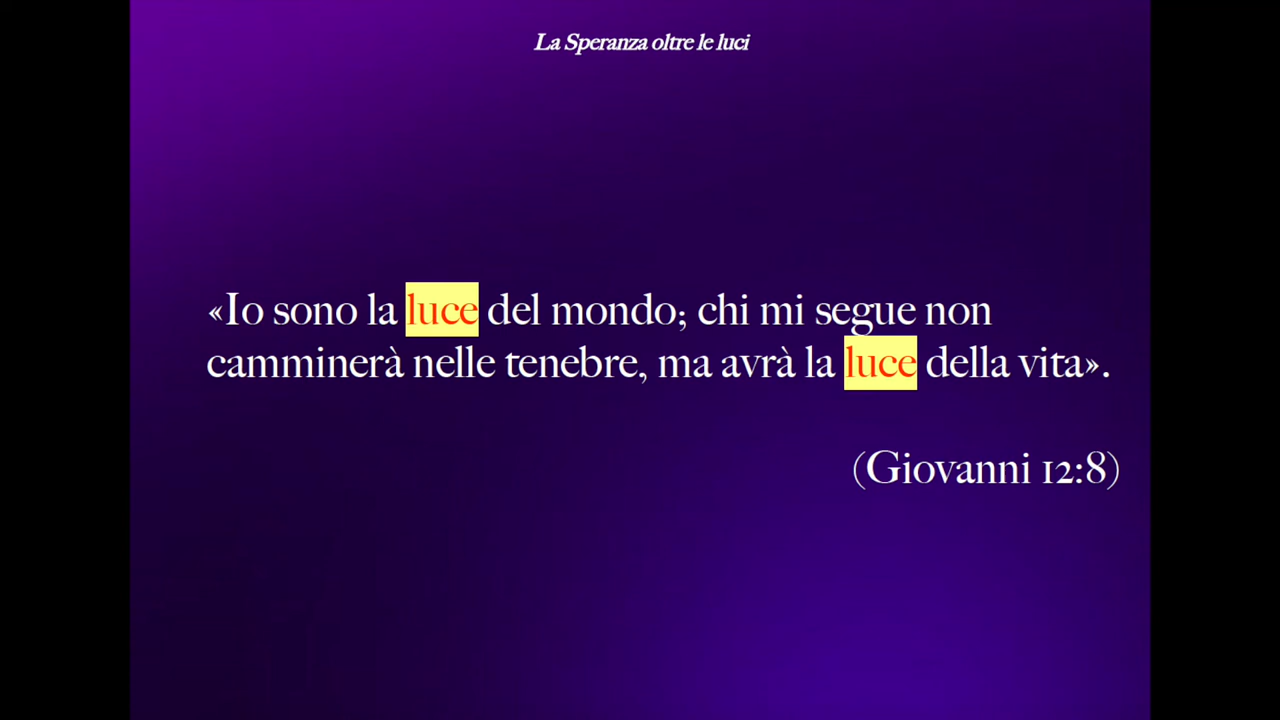 La Speranza oltre le luci
«Io sono la luce del mondo; chi mi segue non
camminerà nelle tenebre, ma avrà la luce della vita».
(Giovanni 12:8)